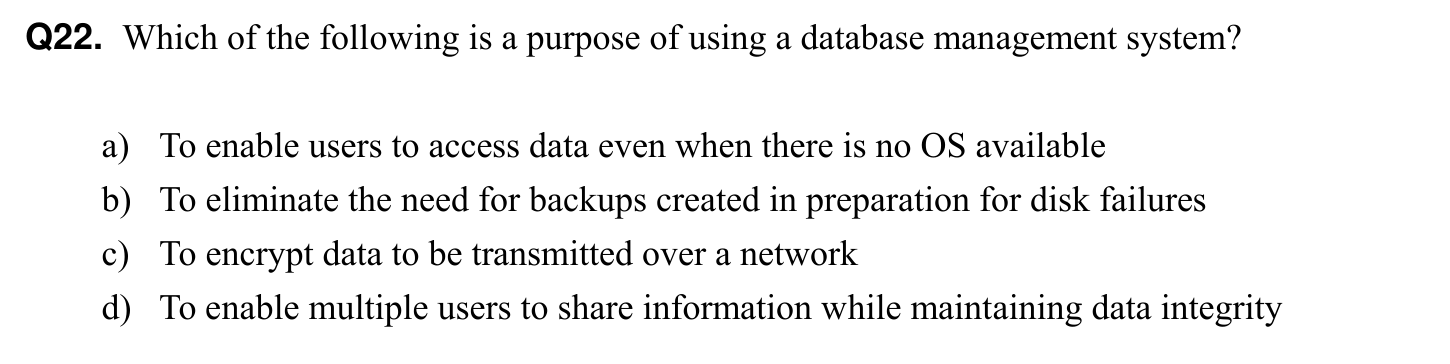 Q22. Which of the following is a purpose of using a database management system?
a) To enable users to access data even when there is no OS available
b) To eliminate the need for backups created in preparation for disk failures
c) To encrypt data to be transmitted over a network
d) To enable multiple users to share information while maintaining data integrity